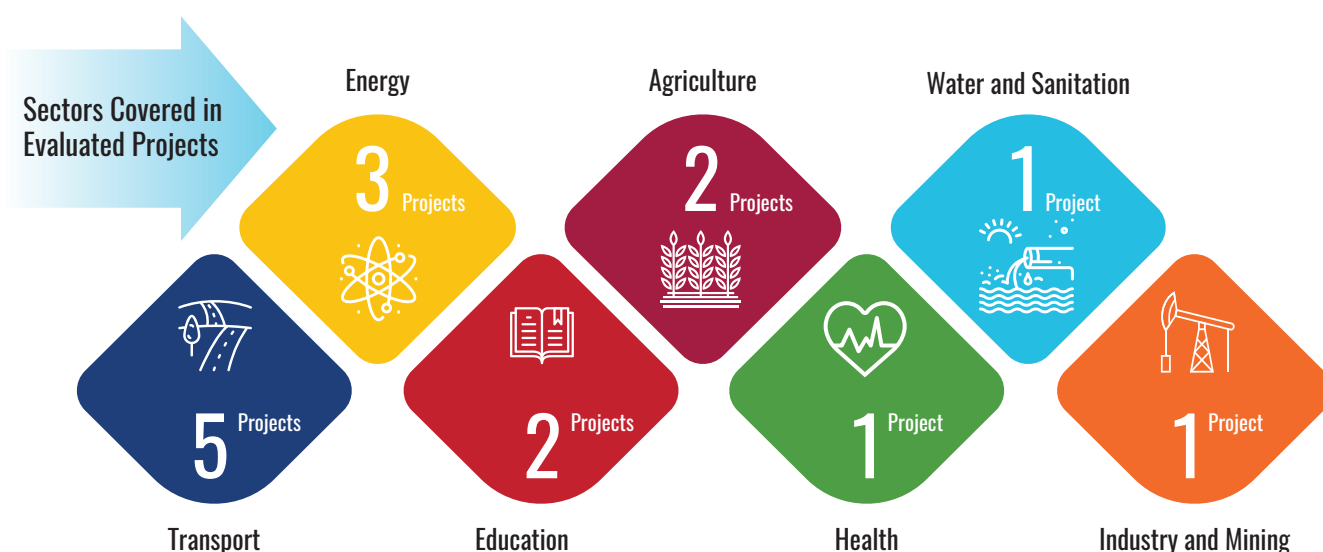 Sectors Covered in
Evaluated Projects
Energy
3 Projects
Agriculture
2 Projects
Water and Sanitation
1 Project
5 Projects
Transport
2 Projects
Education
1 Project
Health
1 Project
Industry and Mining